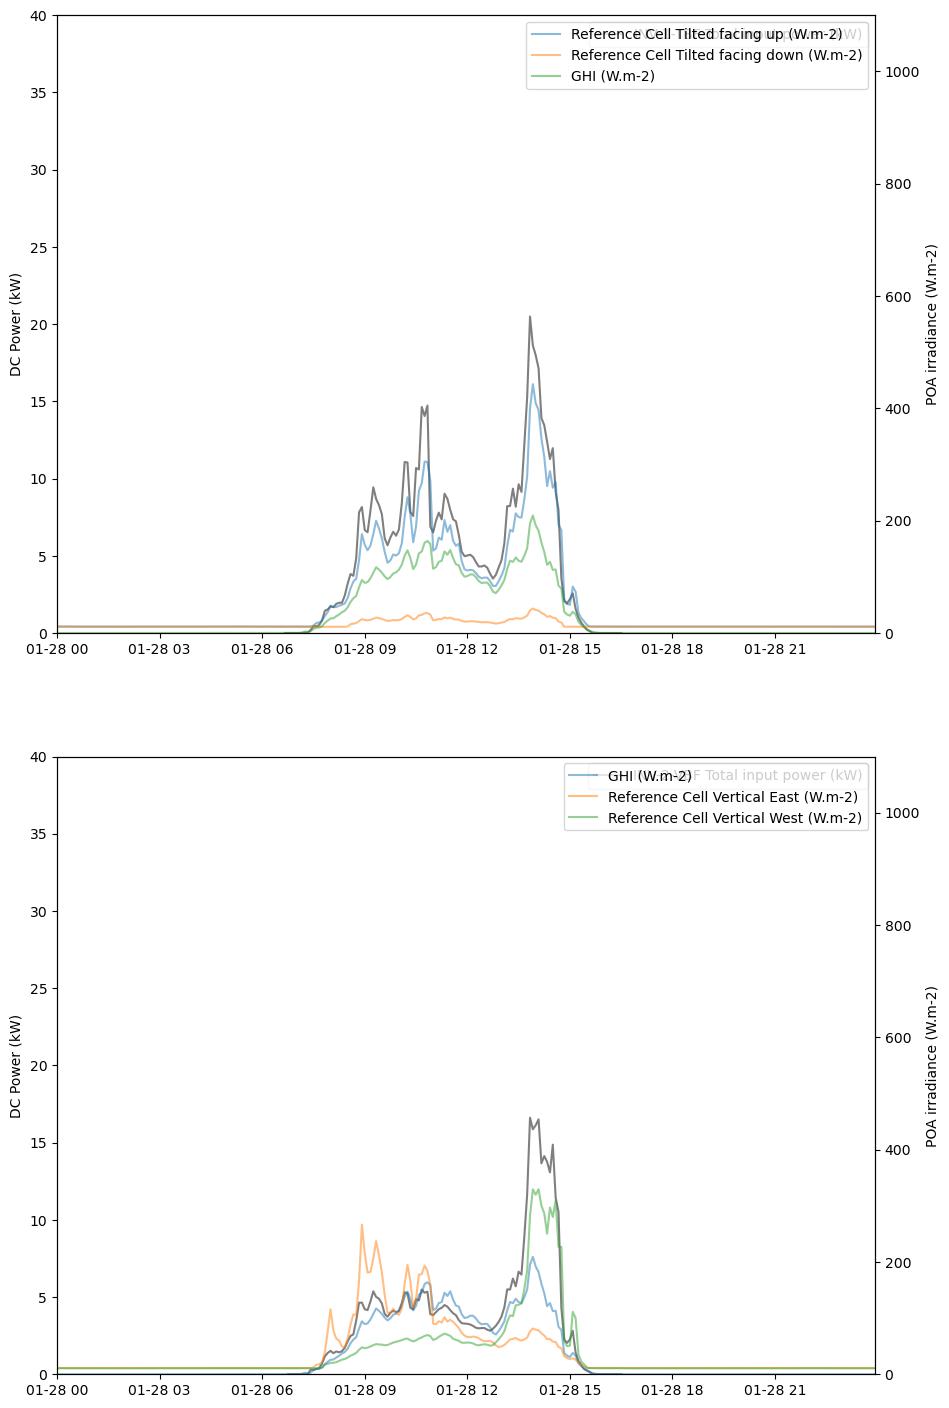 40
35
30
25
20
15
10
5
0
DC Power (kW)
Reference Cell Tilted facing up (W.m-2)
Reference Cell Tilted facing down (W.m-2)
GHI (W.m-2)
1000
800
600
400
200
0
POA irradiance (W.m-2)
01-28 00 01-28 03 01-28 06 01-28 09 01-28 12 01-28 15 01-28 18 01-28 21
40
35
30
25
20
15
10
5
0
DC Power (kW)
GHI (W.m-2) Total input power (kW)
Reference Cell Vertical East (W.m-2)
Reference Cell Vertical West (W.m-2)
1000
800
600
400
200
0
POA irradiance (W.m-2)
01-28 00 01-28 03 01-28 06 01-28 09 01-28 12 01-28 15 01-28 18 01-28 21